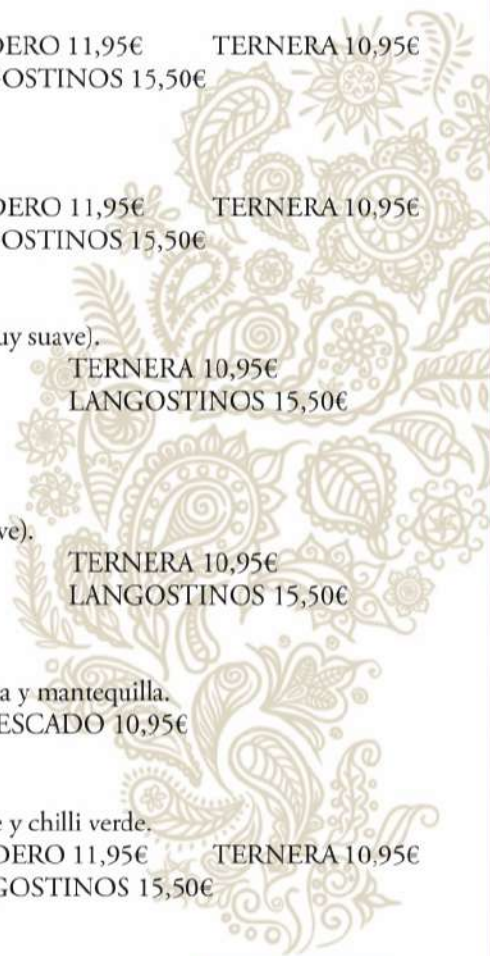 DERO 11,95€ TERNERA 10,95€
GOSTINOS 15,50€
DERO 11,95€ TERNERA 10,95€
GOSTINOS 15,50€
uy suave).
TERNERA 10,95€
LANGOSTINOS 15,50€
ve).
TERNERA 10,95€
LANGOSTINOS 15,50€
a y mantequilla.
ESCADO 10,95€
e y chilli verde.
DERO 11,95€ TERNERA 10,95€
GOSTINOS 15,50€